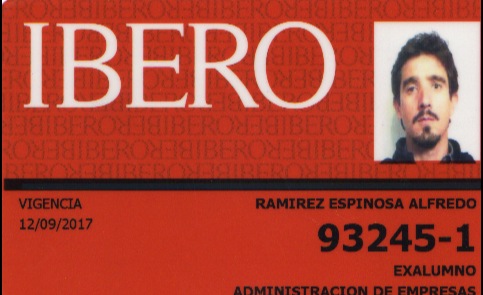 IBERO
VIGENCIA
12/09/2017
RAMIREZ ESPINOSA ALFREDO
93245-1
EXALUMNO
ADMINISTRACION DE EMPRESAS